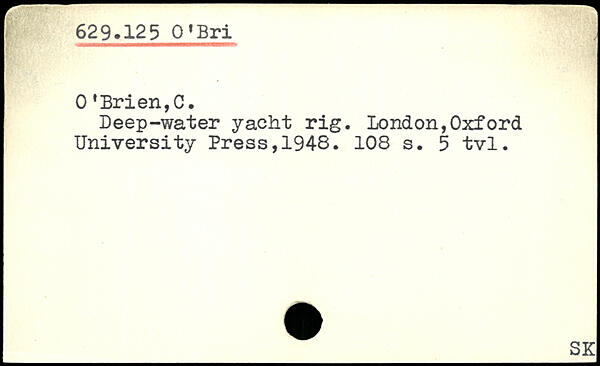 629.125 O'Bri
O'Brien,C.
Deep-water yacht rig. London,Oxford
University Press,1948. 108 s. 5 tvl.
SK